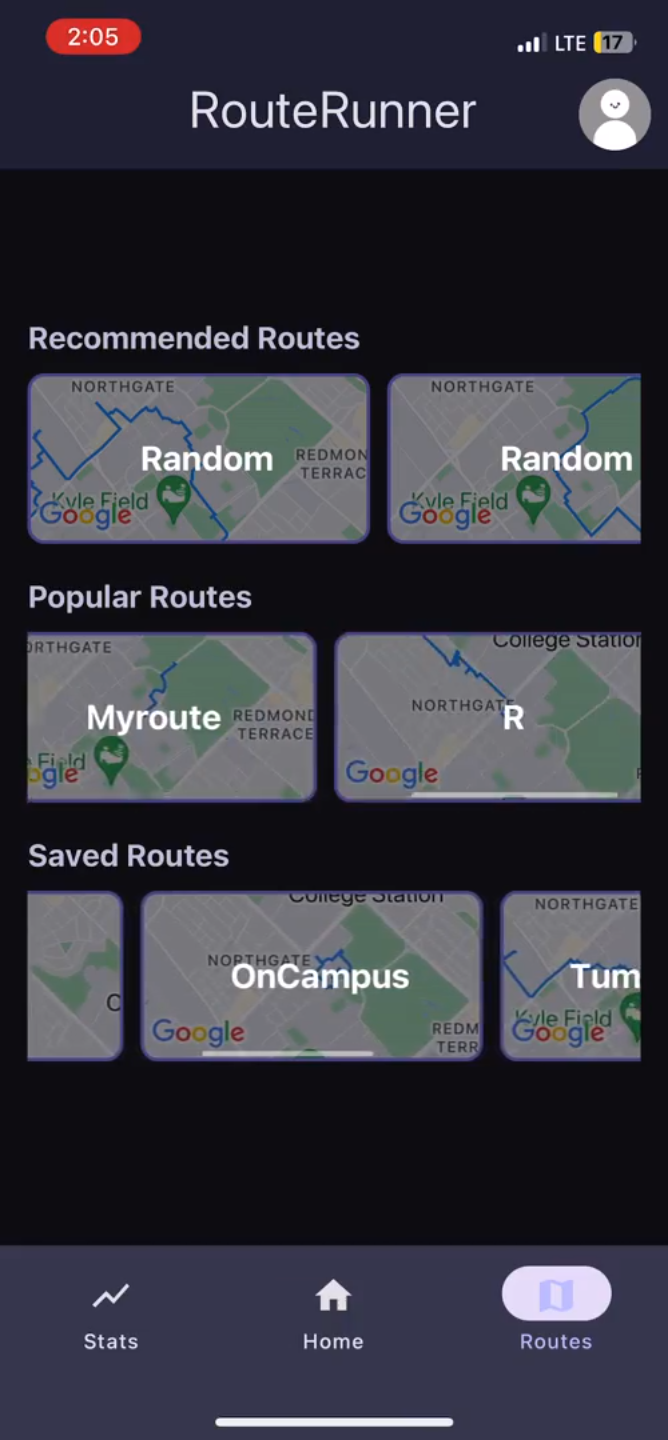 2:05
LTE 17
RouteRunner
Recommended Routes
NORTHGATE
Random
REDMON
TERRAC
Kyle Field
Google
NORTHGATE
Random
Kyle Field
Google
Popular Routes
ORTHGATE
Myroute
REDMOND
TERRACE
e Field
ogle
College Station
NORTHGATE
R
Google
Saved Routes
C
College Station
NORTHGATE
OnCampus
Google
REDM
TERR
NORTHGATE
Tum
Kyle Field
Google
Stats
Home
Routes